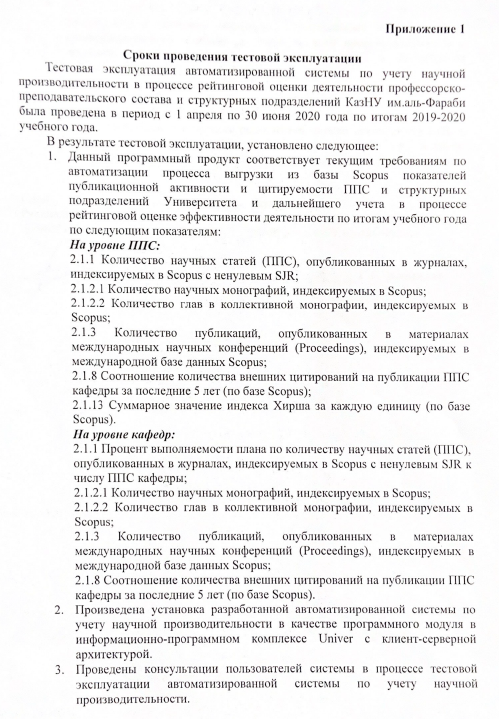 Приложение 1
Сроки проведения тестовой эксплуатации
Тестовая эксплуатация автоматизированной системы по учету научной
производительности в процессе рейтинговой оценки деятельности профессорско-
преподавательского состава и структурных подразделений КазНУ им.аль-Фараби
была проведена в период с 1 апреля по 30 июня 2020 года по итогам 2019-2020
учебного года.
В результате тестовой эксплуатации, установлено следующее:
1. Данный программный продукт соответствует текущим требованиям по
автоматизации процесса выгрузки из базы Scopus показателей
публикационной активности и цитируемости ППС и структурных
подразделений Университета и дальнейшего учета в процессе
рейтинговой оценке эффективности деятельности по итогам учебного года
по следующим показателям:
На уровне ППС:
2.1.1 Количество научных статей (ППС), опубликованных в журналах,
индексируемых в Scopus с ненулевым SJR;
2.1.2.1 Количество научных монографий, индексируемых в Scopus;
2.1.2.2 Количество глав в коллективной монографии, индексируемых в
Scopus;
2.1.3 Количество публикаций, опубликованных в материалах
международных научных конференций (Proceedings), индексируемых в
международной базе данных Scopus;
2.1.8 Соотношение количества внешних цитирований на публикации ППС
кафедры за последние 5 лет (по базе Scopus);
2.1.13 Суммарное значение индекса Хирша за каждую единицу (по базе
Scopus).
На уровне кафедр:
2.1.1 Процент выполняемости плана по количеству научных статей (ППС),
опубликованных в журналах, индексируемых в Scopus с ненулевым SJR к
числу ППС кафедры;
2.1.2.1 Количество научных монографий, индексируемых в Scopus;
2.1.2.2 Количество глав в коллективной монографии, индексируемых в
Scopus;
2.1.3 Количество публикаций, опубликованных в материалах
международных научных конференций (Proceedings), индексируемых в
международной базе данных Scopus;
2.1.8 Соотношение количества внешних цитирований на публикации ППС
кафедры за последние 5 лет (по базе Scopus).
2. Произведена установка разработанной автоматизированной системы по
учету научной производительности в качестве программного модуля в
информационно-программном комплексе Univer с клиент-серверной
архитектурой.
3. Проведены консультации пользователей системы в процессе тестовой
эксплуатации автоматизированной системы по учету научной
производительности.